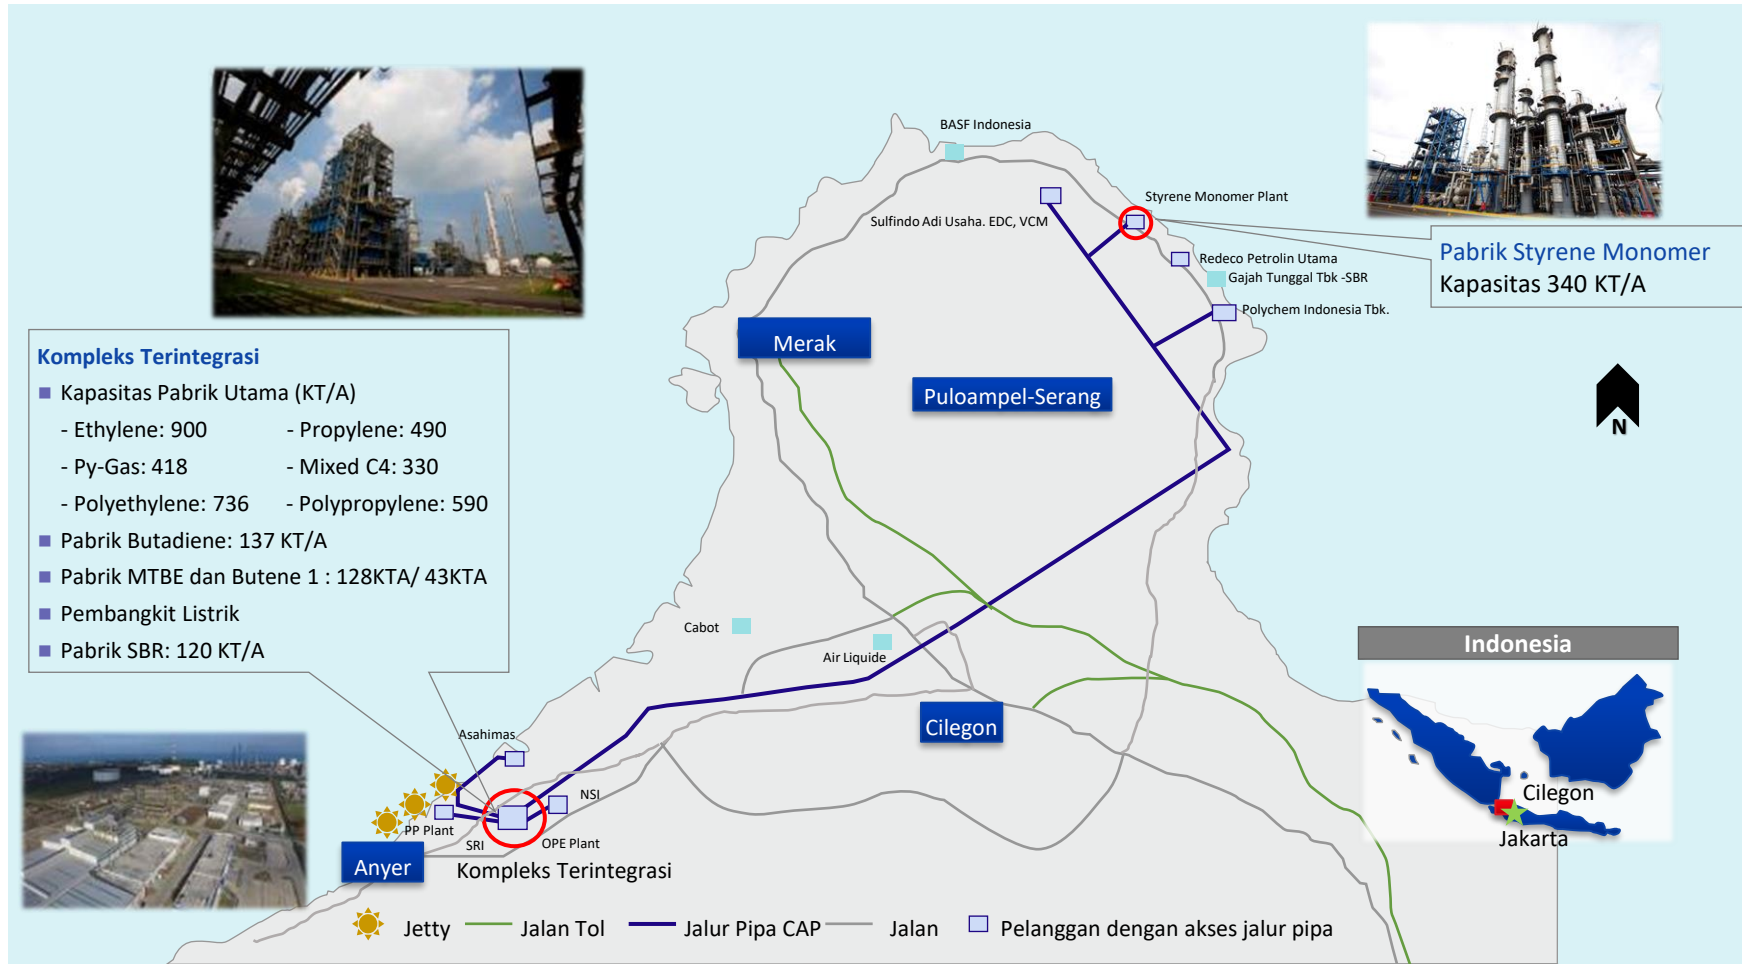 BASF Indonesia
Styrene Monomer Plant
Sulfindo Adi Usaha. EDC, VCM
Redeco Petrolin Utama
Gajah Tunggal Tbk -SBR
Polychem Indonesia Tbk.
Pabrik Styrene Monomer
Kapasitas 340 KT/A
Merak
Puloampel-Serang
N
Kompleks Terintegrasi
Kapasitas Pabrik Utama (KT/A)
- Ethylene: 900 - Propylene: 490
- Py-Gas: 418 - Mixed C4: 330
- Polyethylene: 736 - Polypropylene: 590
Pabrik Butadiene: 137 KT/A
Pabrik MTBE dan Butene 1 : 128KTA/ 43KTA
Pembangkit Listrik
Pabrik SBR: 120 KT/A
Cabot
Air Liquide
Cilegon
Indonesia
Cilegon
Jakarta
Asahimas
NSI
PP Plant
SRI
OPE Plant
Anyer
Kompleks Terintegrasi
Jetty
Jalan Tol
Jalur Pipa CAP
Jalan
Pelanggan dengan akses jalur pipa